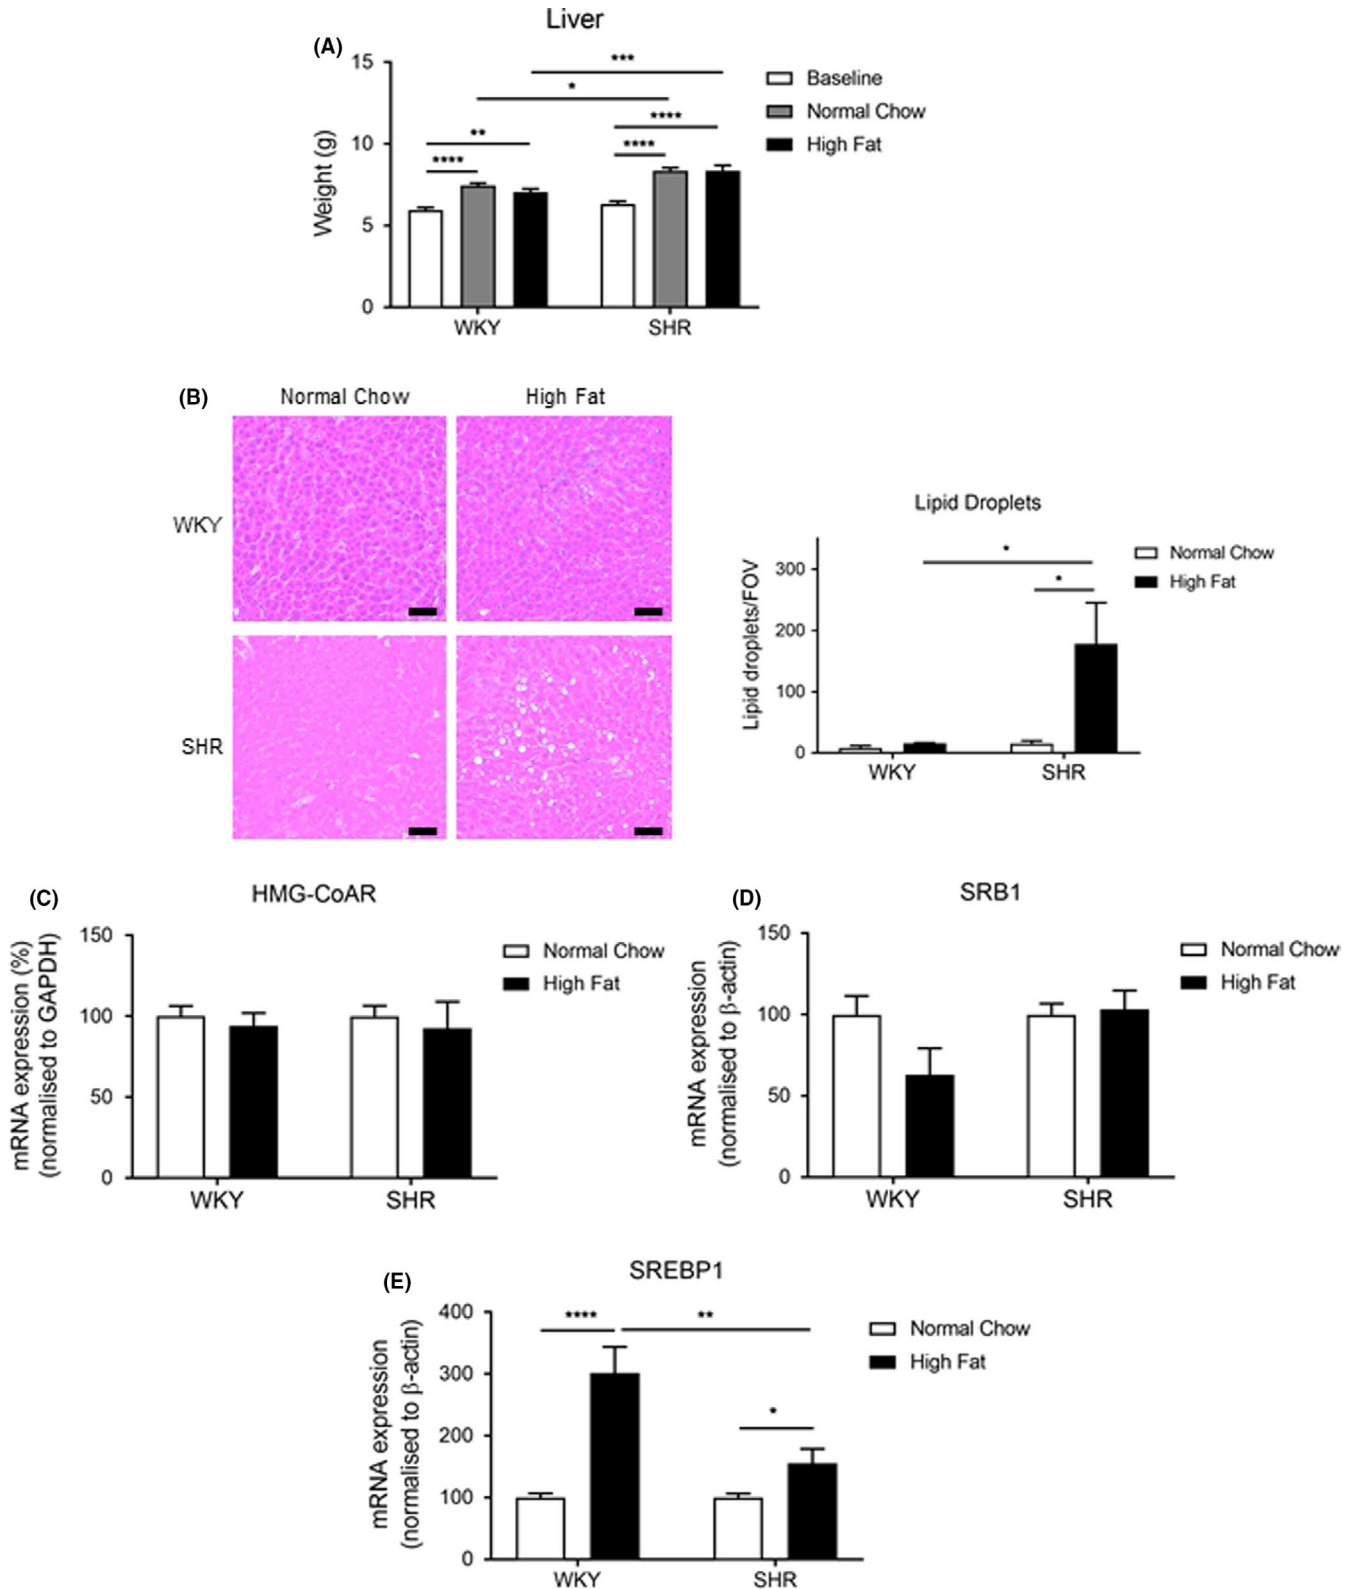 Liver
(A)
Weight (g)
15
10
5
0
***
*
****
**
****
****
WKY
SHR
Baseline
Normal Chow
High Fat
(B)
Normal Chow
High Fat
WKY
SHR
Lipid Droplets
Lipid droplets/FOV
300
200
100
0
*
*
WKY
SHR
Normal Chow
High Fat
(C)
HMG-CoAR
mRNA expression (%)
(normalised to GAPDH)
150
100
50
0
WKY
SHR
Normal Chow
High Fat
(D)
SRB1
mRNA expression
(normalised to β-actin)
150
100
50
0
WKY
SHR
Normal Chow
High Fat
(E)
SREBP1
mRNA expression
(normalised to β-actin)
400
300
200
100
0
****
**
*
WKY
SHR
Normal Chow
High Fat